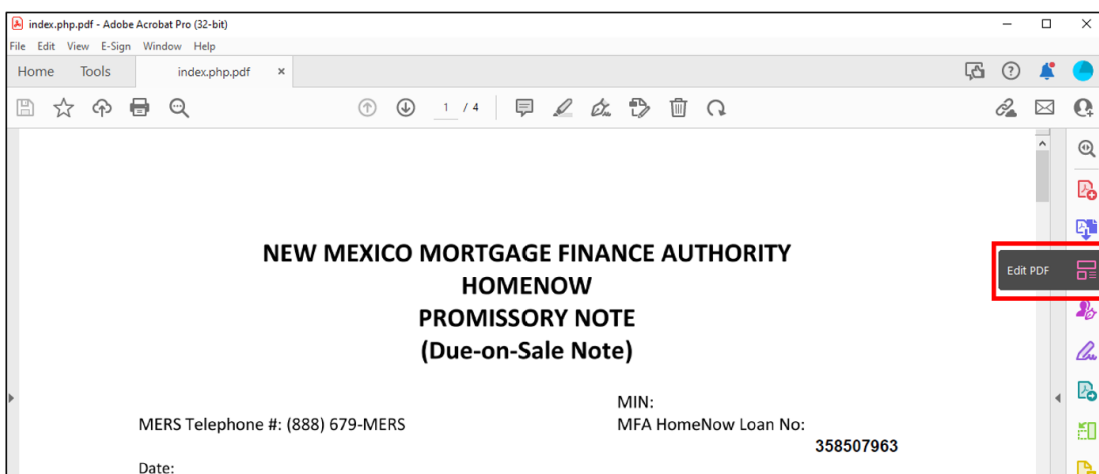 index.php.pdf - Adobe Acrobat Pro (32-bit)
File Edit View E-Sign Window Help
Home Tools index.php.pdf ×
1 / 4
NEW MEXICO MORTGAGE FINANCE AUTHORITY
HOMENOW
Edit PDF
PROMISSORY NOTE
(Due-on-Sale Note)
MIN:
MERS Telephone #: (888) 679-MERS MFA HomeNow Loan No:
358507963
Date: